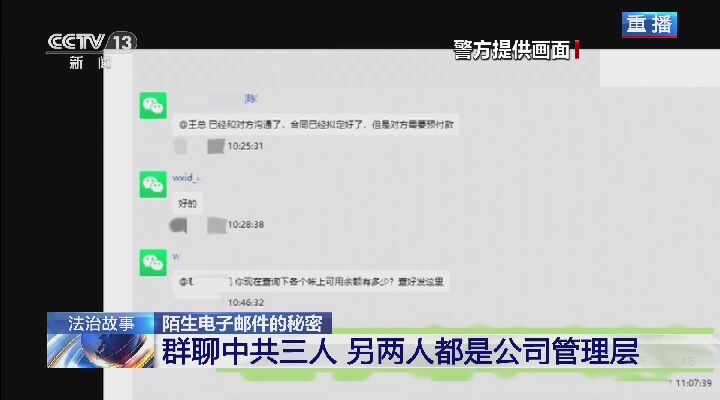 CCTV 13
新闻
重播
警方提供画面
陈
@王总 已经和对方沟通了，合同已经拟定好了，但是对方需要预付款
10:25:31
wxid_
好的
10:28:38
w
你现在查询下各个帐上可用余额有多少？查好发这里
10:46:32
法治故事
陌生电子邮件的秘密
群聊中共三人 另两人都是公司管理层
11:07:39